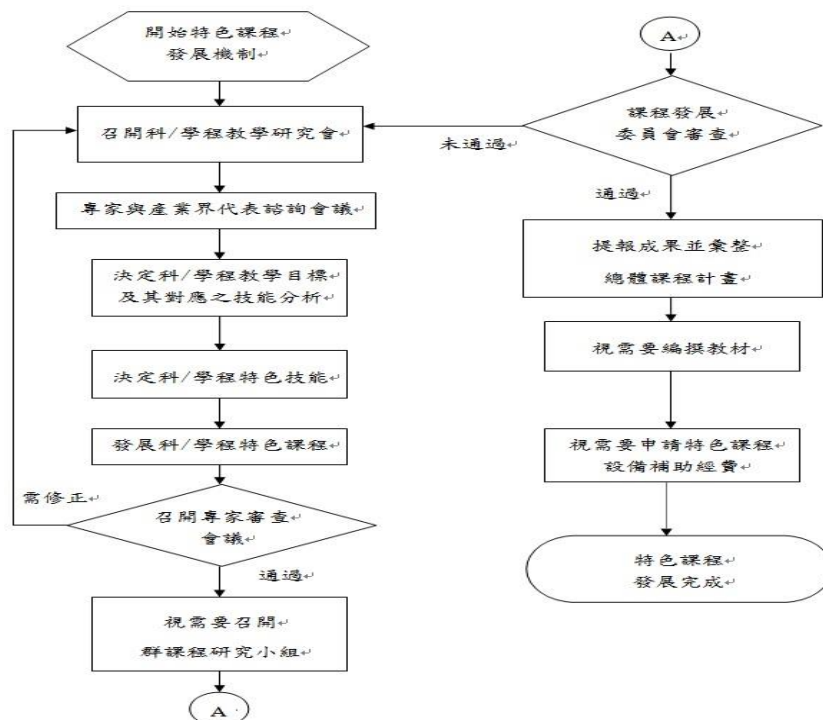 開始特色課程
發展機制
召開科/學程教學研究會
專家與產業界代表諮詢會議
決定科/學程教學目標
及其對應之技能分析
決定科/學程特色技能
發展科/學程特色課程
需修正
召開專家審查
會議
通過
視需要召開
群課程研究小組
A
A
課程發展
委員會審查
未通過
通過
提報成果並彙整
總體課程計畫
視需要編撰教材
視需要申請特色課程
設備補助經費
特色課程
發展完成